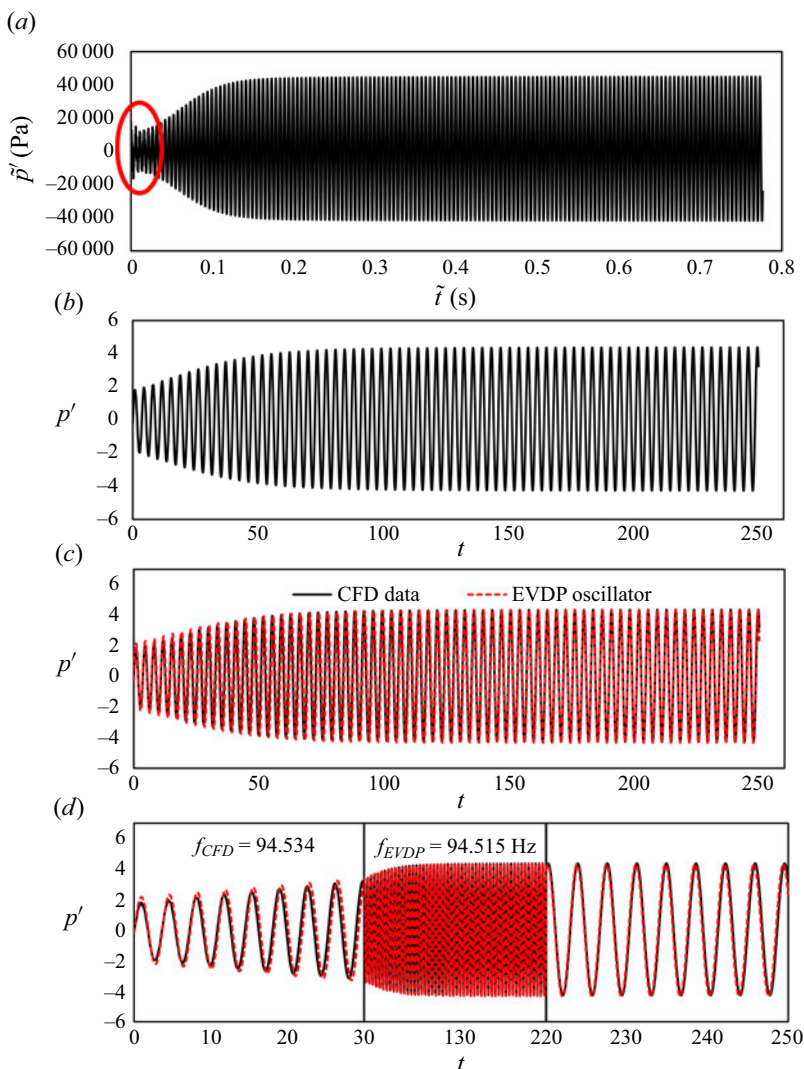 (a)
60 000
40 000
20 000
0
–20 000
–40 000
–60 000
p̃′ (Pa)
0 0.1 0.2 0.3 0.4 0.5 0.6 0.7 0.8
t̃ (s)
(b)
6
4
2
0
–2
–4
–6
p′
0 50 100 150 200 250
t
(c)
CFD data EVDP oscillator
6
4
2
0
–2
–4
–6
p′
0 50 100 150 200 250
t
(d)
f_CFD = 94.534 f_EVDP = 94.515 Hz
6
4
2
0
–2
–4
–6
p′
0 10 20 30 130 220 230 240 250
t